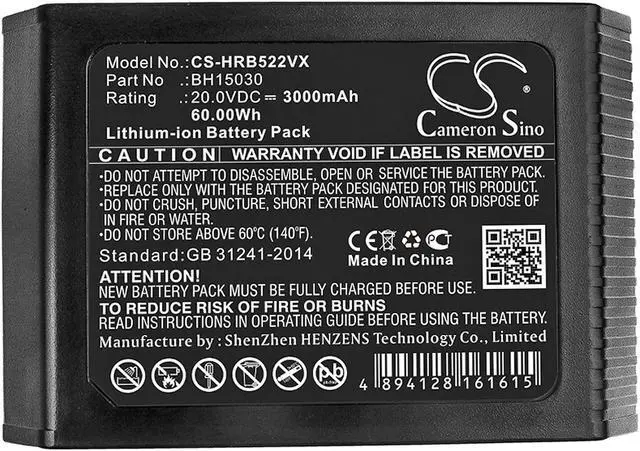 Model No.:CS-HRB522VX
Part No :BH15030
Rating :20.0VDC⎓3000mAh
60.00Wh
Lithium-ion Battery Pack
CS
Cameron Sino
CAUTION WARRANTY VOID IF LABEL IS REMOVED
•DO NOT ATTEMPT TO DISASSEMBLE, OPEN OR SERVICE THE BATTERY PACK.
•REPLACE ONLY WITH THE BATTERY PACK DESIGNATED FOR THIS PRODUCT.
•DO NOT CRUSH, PUNCTURE, SHORT EXTERNAL CONTACTS OR DISPOSE OF
IN FIRE OR WATER.
•DO NOT STORE ABOVE 60°C (140°F).
Standard:GB 31241-2014
CE PCT
Made In China
ATTENTION!
NEW BATTERY PACK MUST BE FULLY CHARGED BEFORE USE.
TO REDUCE RISK OF FIRE OR BURNS
READ INSTRUCTIONS IN OPERATING GUIDE BEFORE USING BATTERY.
Manufacture by : ShenZhen HENZENS Technology Co., Limited
Pb
4 894128 161615